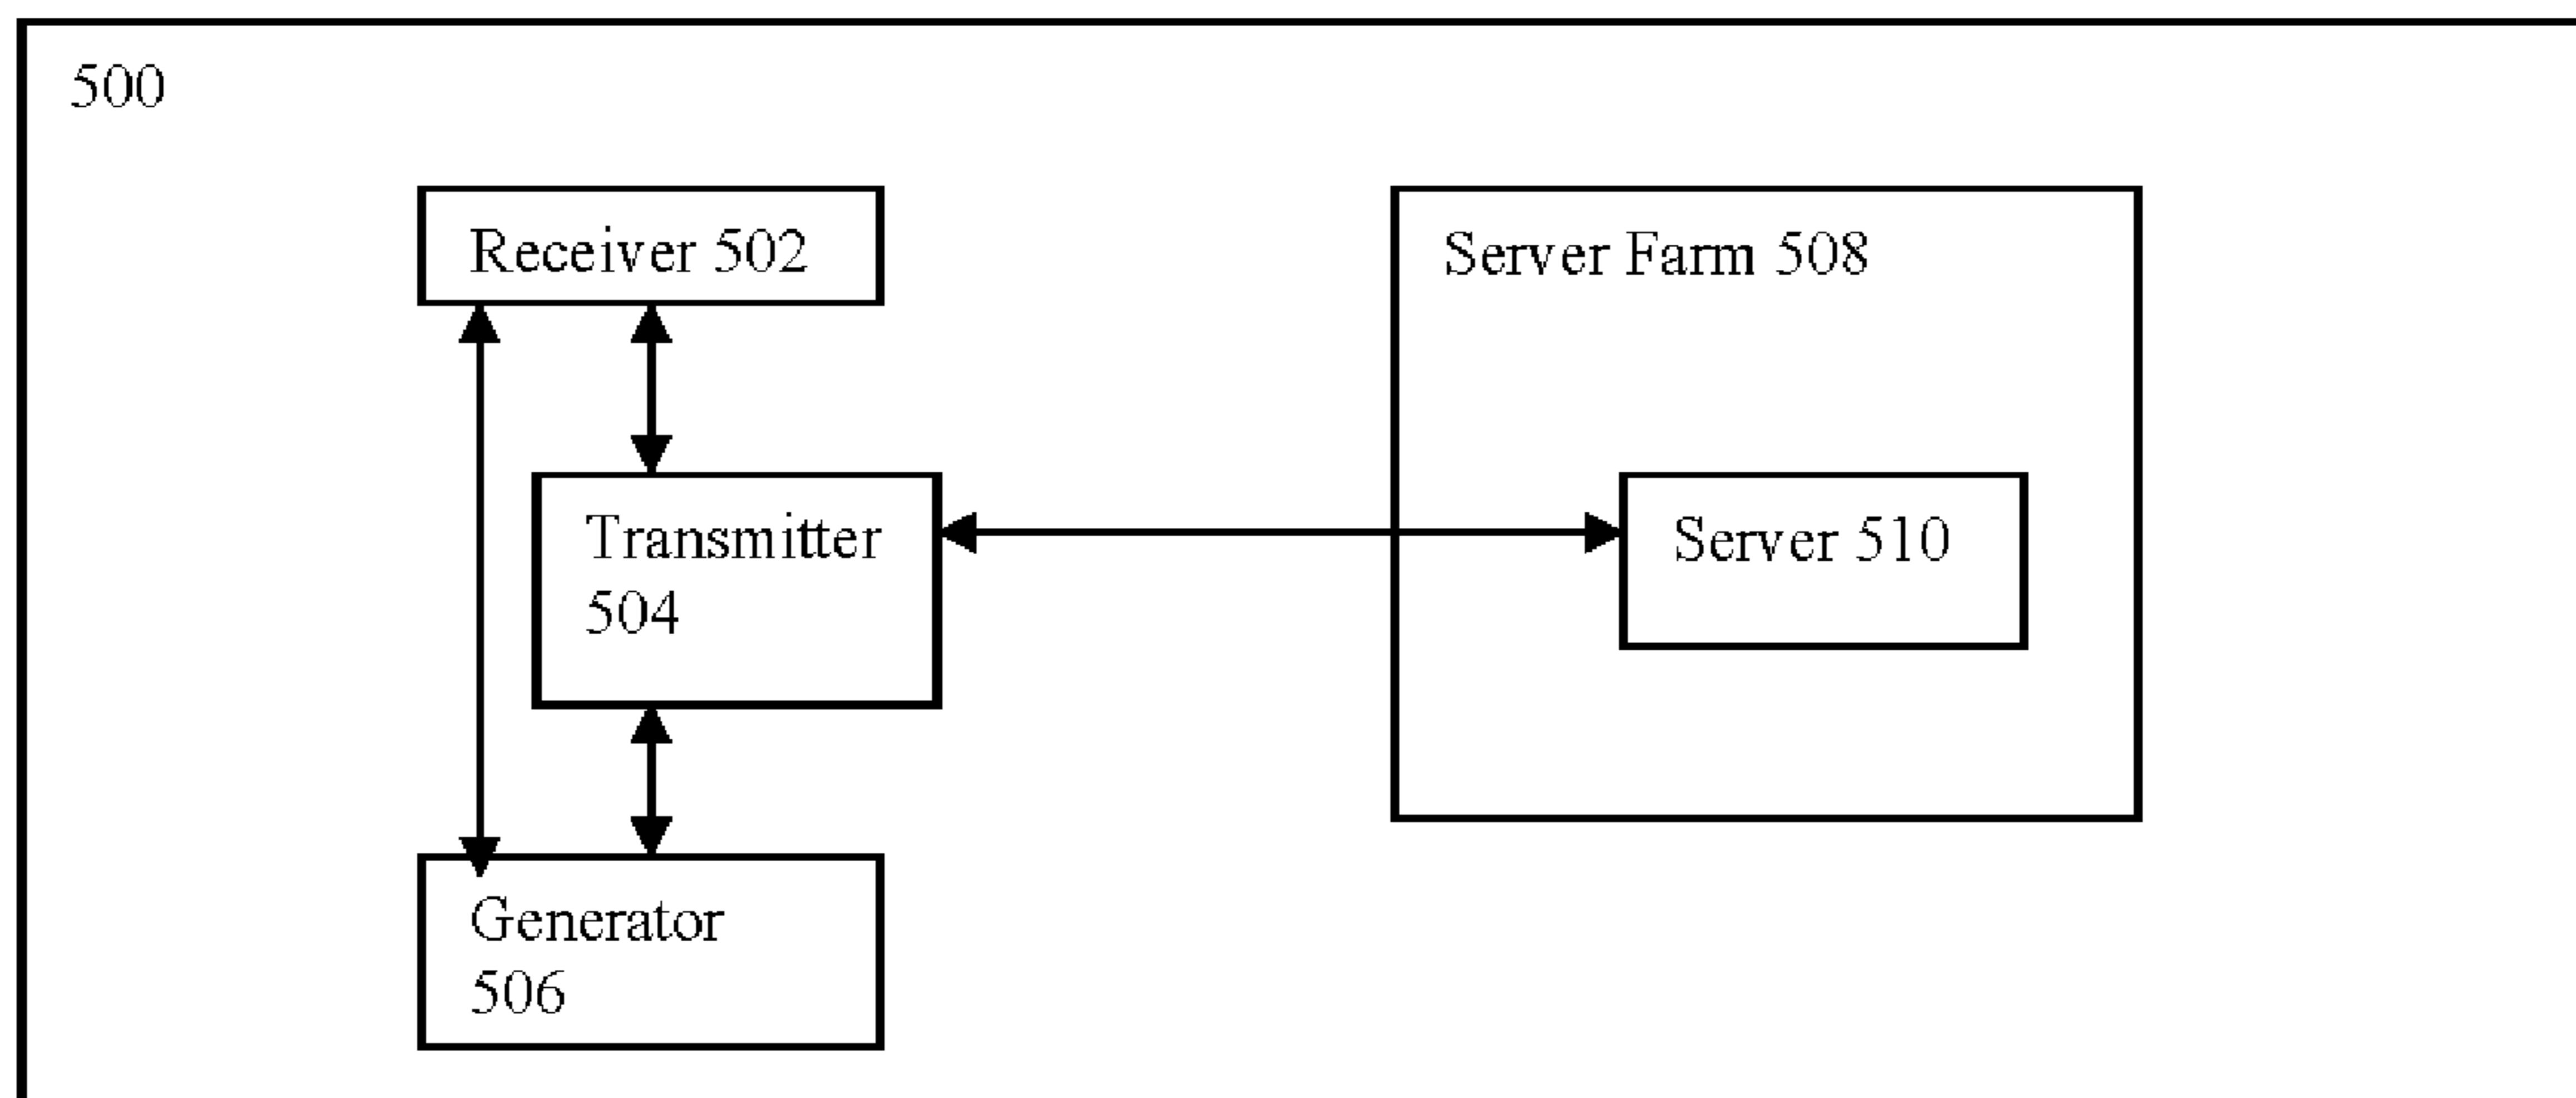 500
Receiver 502
Server Farm 508
Transmitter
504
Server 510
Generator
506